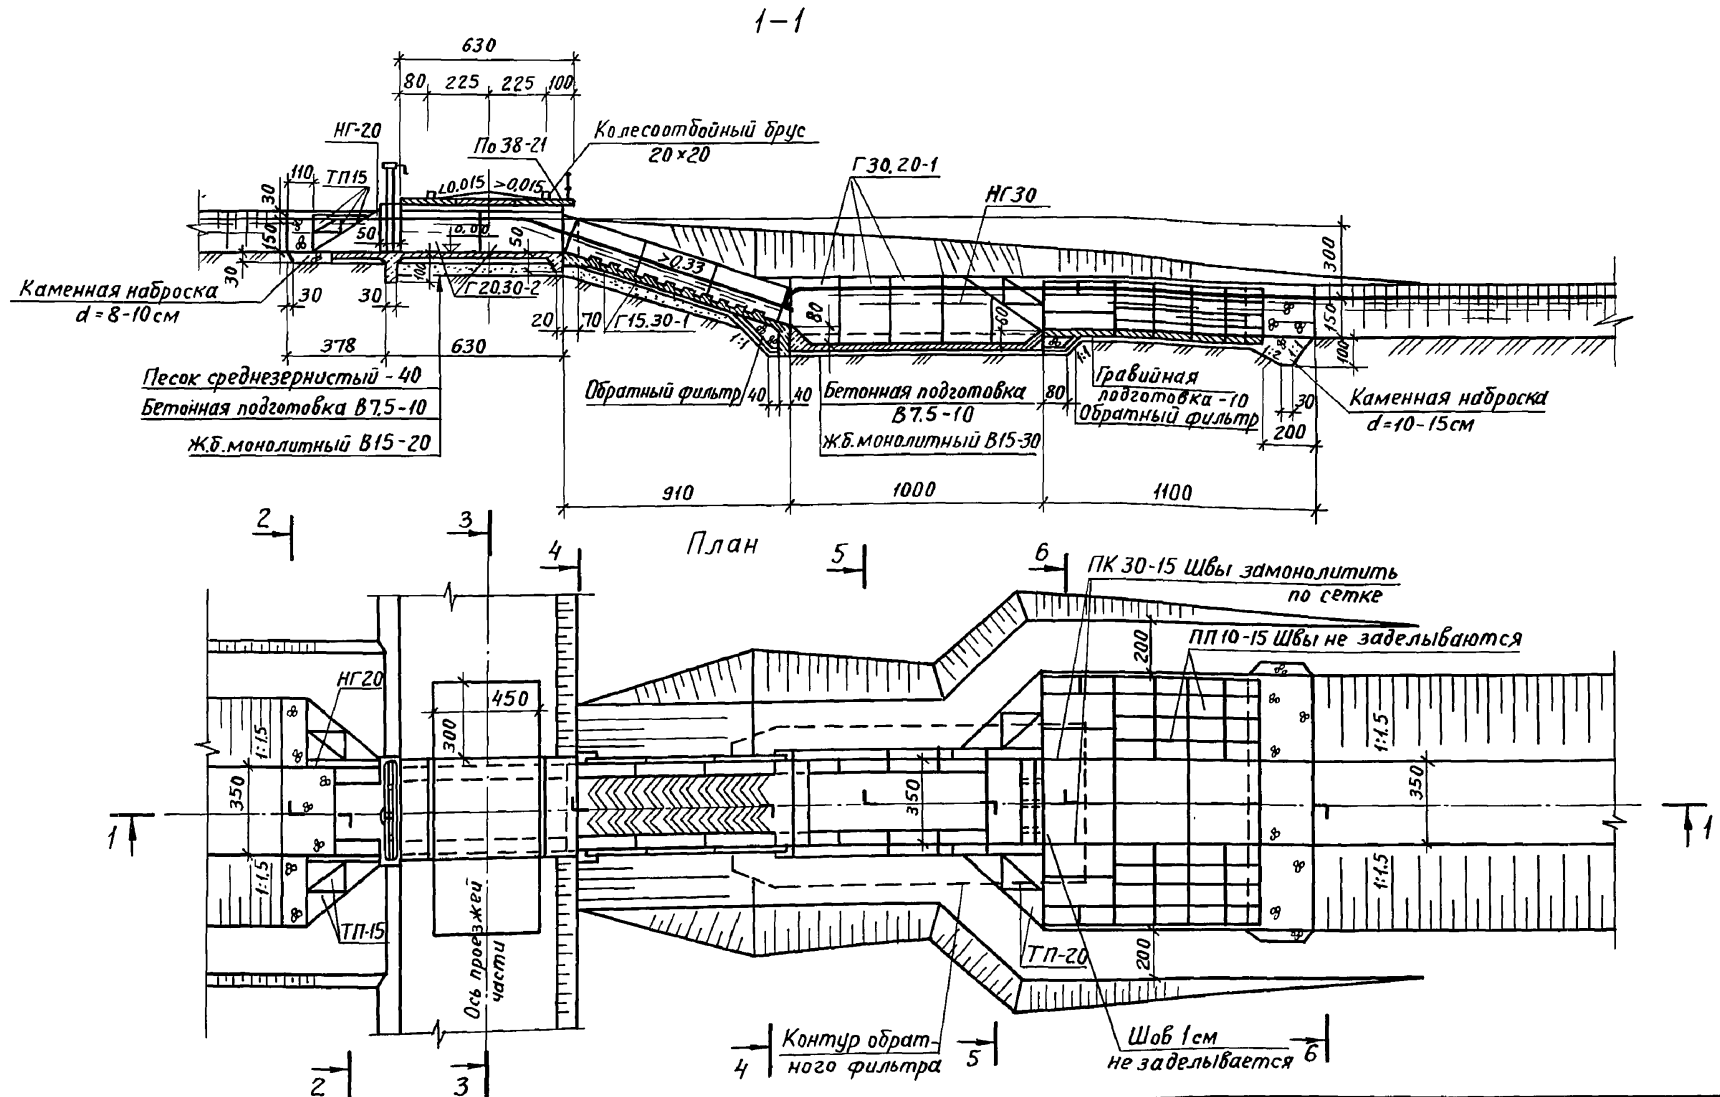 1-1
630
80 225 225 100
НГ-20
По 38-21
Колесоотбойный брус
20×20
Г30.20-1
НГ30
110
ТП15
30
150
30
50
0,015 >0,015
0,00
50
100
>0.33
80
60
300
150
100
Каменная наброска
d=8-10см
30
30
Г20.30-2
20
70
Г15.30-1
1:1
1:1
1:2
1:1
378
630
Песок среднезернистый-40
Бетонная подготовка В7,5-10
Ж.б.монолитный В15-20
Обратный фильтр
40
40
Бетонная подготовка
В7.5-10
Ж.б.монолитный В15-30
80
Гравийная
подготовка-10
Обратный фильтр
30
200
Каменная наброска
d=10-15см
910
1000
1100
План
2
3
4
5
6
ПК 30-15 Швы замонолитить
по сетке
ПП10-15 Швы не заделываются
НГ20
450
300
200
1:1.5
350
1:1.5
350
1:1.5
350
1:1.5
1
1
ТП-15
Ось проезжей
части
ТП-20
200
Контур обрат-
ного фильтра
Шов 1см
не заделывается
2
3
4
5
6